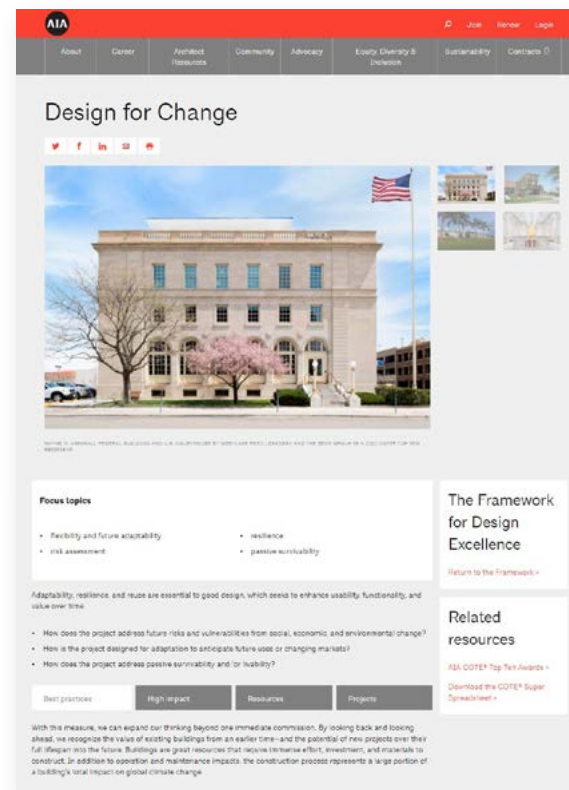 AIA
Join Renew Login
About Career Architect Resources Community Advocacy Equity, Diversity & Inclusion Sustainability Contracts
Design for Change
Focus topics
• flexibility and future adaptability
• risk assessment
• resilience
• passive survivability
Adaptability, resilience, and reuse are essential to good design, which seeks to enhance usability, functionality, and
value over time.
• How does the project address future risks and vulnerabilities from social, economic, and environmental change?
• How is the project designed for adaptation to anticipate future uses or changing markets?
• How does the project address passive survivability and/or livability?
Best practices High impact Resources Projects
With this measure, we can expand our thinking beyond one immediate commission. By looking back and looking
ahead, we recognize the value of existing buildings from an earlier time—and the potential of new projects over their
full lifespan into the future. Buildings are great resources that require immense effort, investment, and materials to
construct. In addition to operation and maintenance impacts, the construction process represents a large portion of
a building's total impact on global climate change.
The Framework
for Design
Excellence
Return to the Framework ›
Related
resources
AIA COTE® Top Ten Awards ›
Download the COTE® Super
Spreadsheet ›